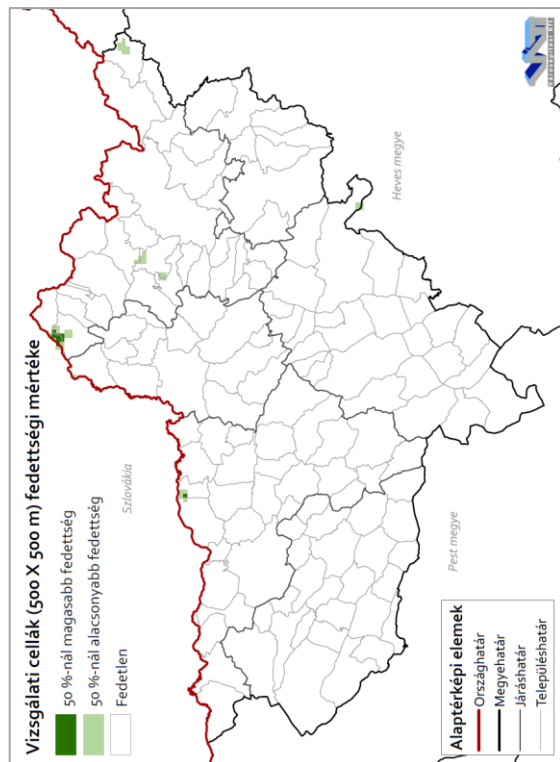 Vizsgálati cellák (500 X 500 m) fedettségi mértéke
50 %-nál magasabb fedettség
50 %-nál alacsonyabb fedettség
Fedetlen
Szlovákia
Heves megye
Pest megye
Alaptérképi elemek
Országhatár
Megyehatár
Járáshatár
Településhatár